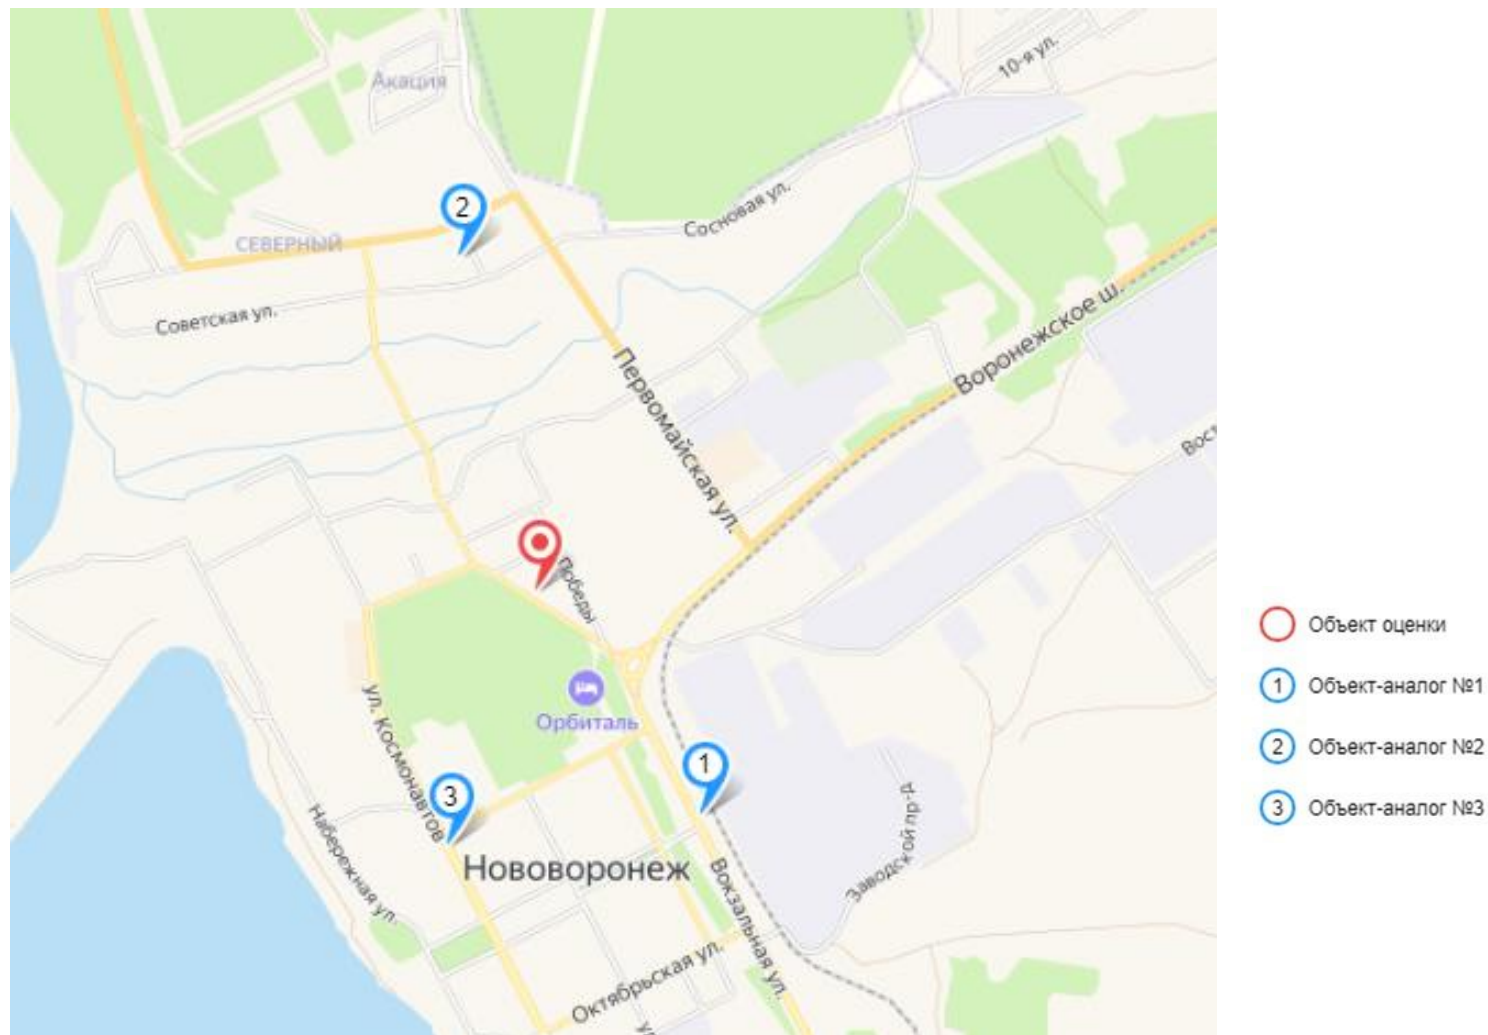 10-я ул.
Акация
2
Сосновая ул.
СЕВЕРНЫЙ
Советская ул.
Воронежское ш.
Первомайская ул.
Вост
Победы
Объект оценки
1 Объект-аналог №1
Орбиталь
ул. Космонавтов
2 Объект-аналог №2
1
3
3 Объект-аналог №3
Набережная ул.
Заводской пр-д
Нововоронеж
Вокзальная ул.
Октябрьская ул.